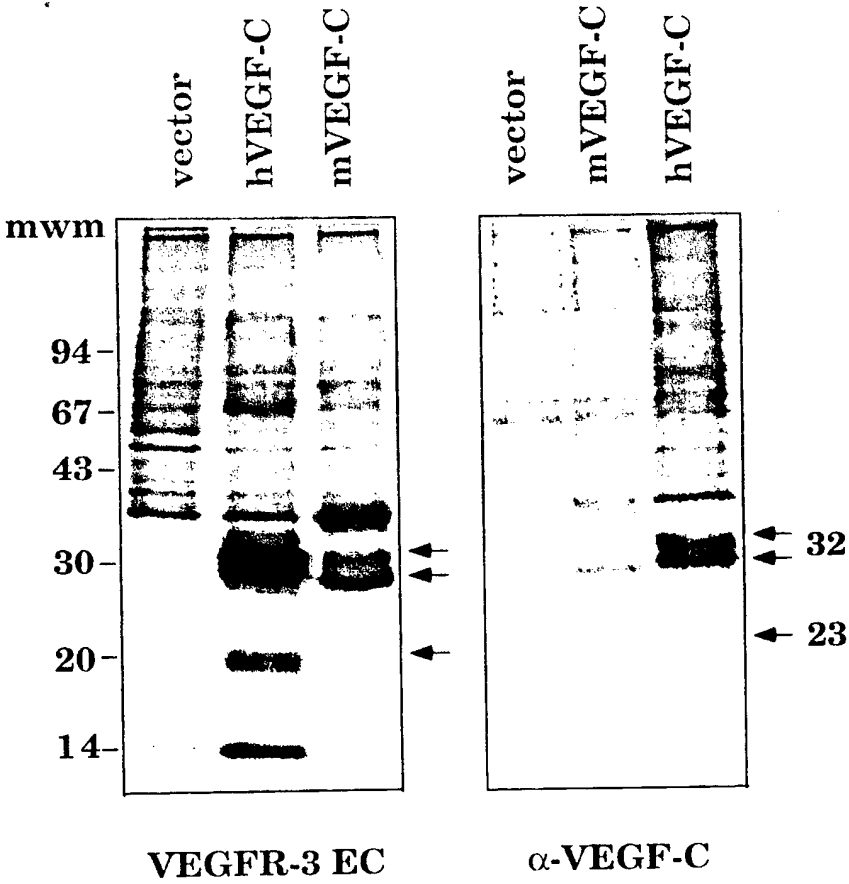 vector
hVEGF-C
mVEGF-C
vector
mVEGF-C
hVEGF-C
mwm
94
67
43
30
20
14
32
23
VEGFR-3 EC
α-VEGF-C